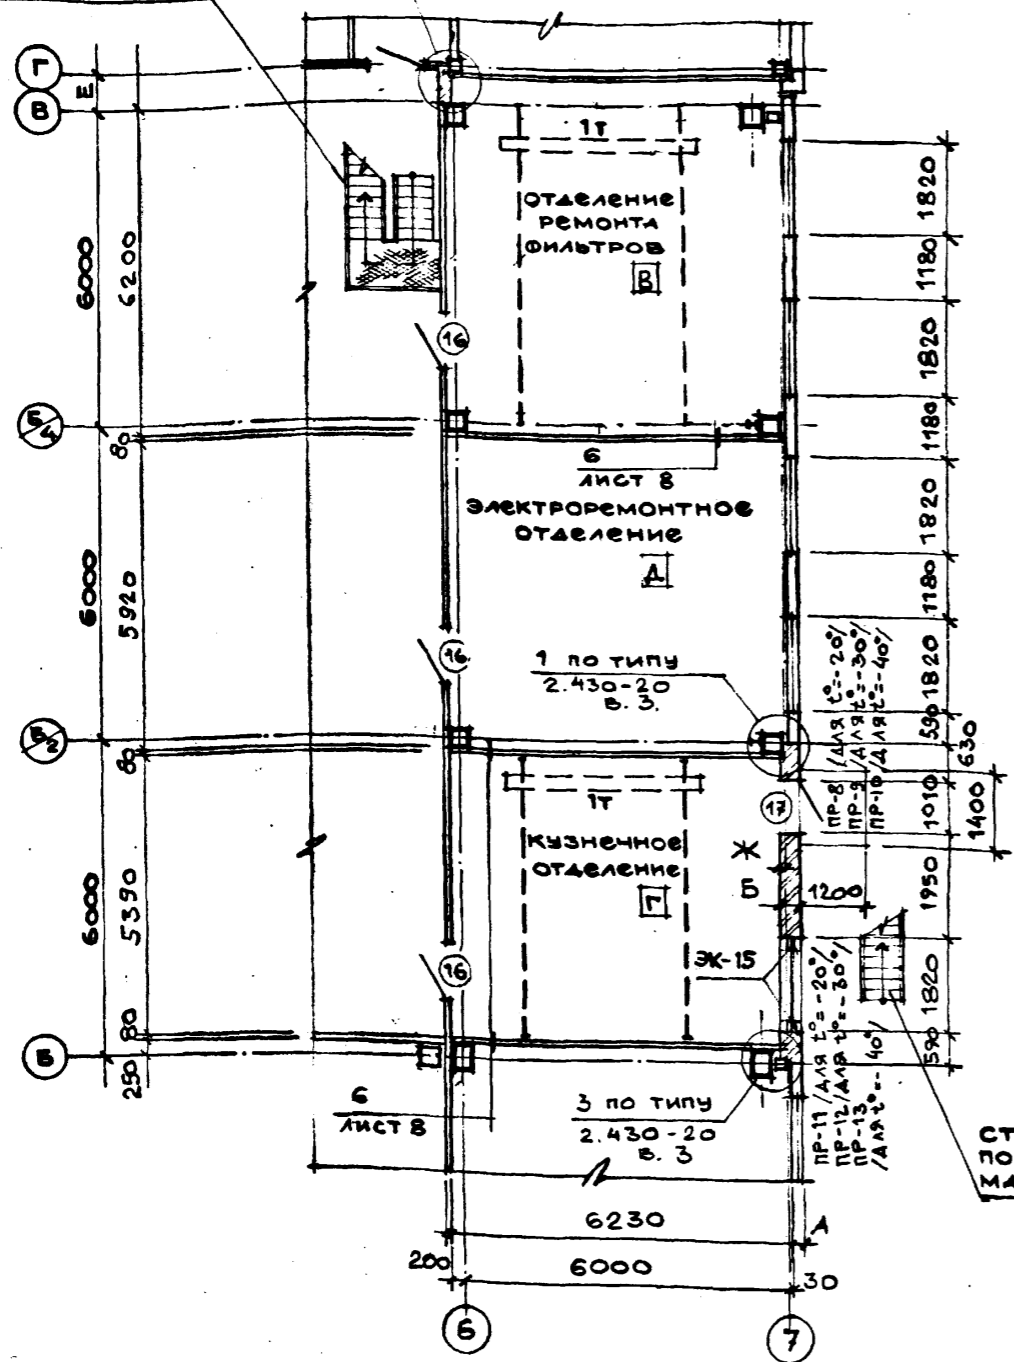 Г
В
Е
6000
6200
1Т
ОТДЕЛЕНИЕ
РЕМОНТА
ФИЛЬТРОВ
В
16
1820
1180
1820
1180
1820
1180
1820
590
630
Б/4
80
6
ЛИСТ 8
ЭЛЕКТРОРЕМОНТНОЕ
ОТДЕЛЕНИЕ
Д
6000
5920
16
1 ПО ТИПУ
2.430-20
В. 3.
ПР-8 /ДЛЯ t°=-20°/
ПР-9 /ДЛЯ t°=-30°/
ПР-10 /ДЛЯ t°=-40°/
Б/2
80
1Т
17
1010
1400
КУЗНЕЧНОЕ
ОТДЕЛЕНИЕ
Г
Ж
Б
1200
1950
6000
5390
16
ЭК-15
1820
590
80
Б
250
6
ЛИСТ 8
3 ПО ТИПУ
2.430-20
В. 3
ПР-11 /ДЛЯ t°=-20°/
ПР-12 /ДЛЯ t°=-30°/
ПР-13
/ДЛЯ t°=-40°/
СТ
ПО
МА
6230
А
200
6000
30
6
7